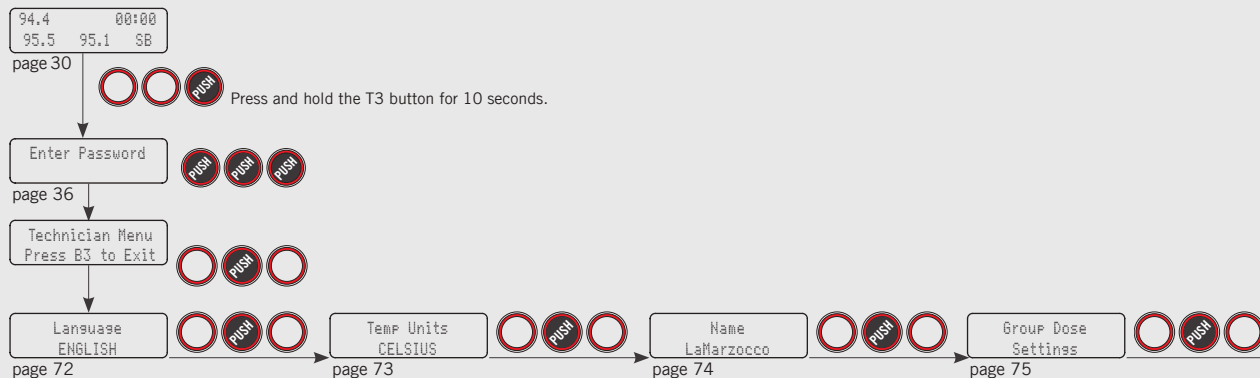 94.4 00:00
95.5 95.1 SB
page 30
PUSH
Press and hold the T3 button for 10 seconds.
Enter Password
PUSH PUSH PUSH
page 36
Technician Menu
Press B3 to Exit
PUSH
Language
ENGLISH
page 72
PUSH
Temp Units
CELSIUS
page 73
PUSH
Name
LaMarzocco
page 74
PUSH
Group Dose
Settings
page 75
PUSH